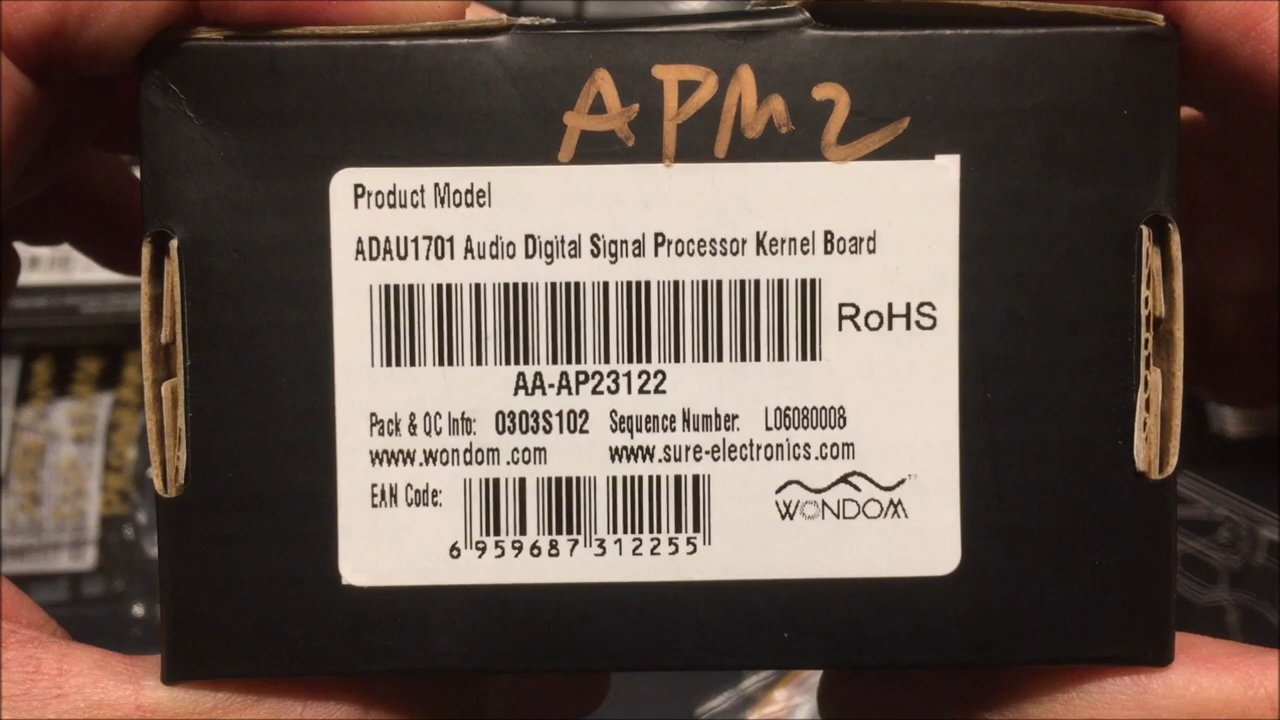 APM2
Product Model
ADAU1701 Audio Digital Signal Processor Kernel Board
RoHS
AA-AP23122
Pack & QC Info: 0303S102 Sequence Number: L06080008
www.wondom.com www.sure-electronics.com
EAN Code:
6 959687 312255
WONDOM